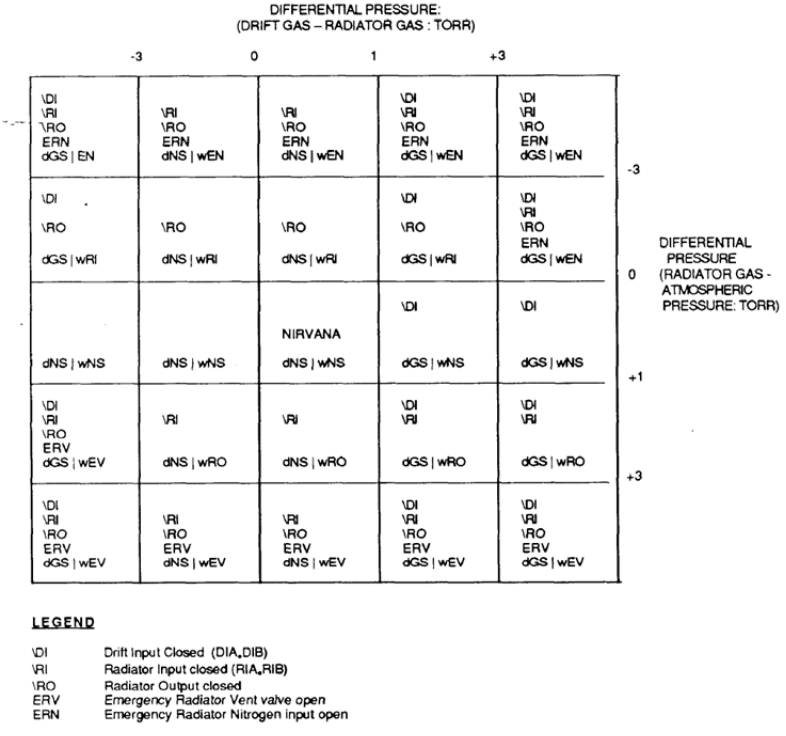 DIFFERENTIAL PRESSURE:
(DRIFT GAS – RADIATOR GAS : TORR)
-3 0 1 +3
\DI \DI \DI
\RI \RI \RI \RI \RI
\RO \RO \RO \RO \RO
ERN ERN ERN ERN ERN
dGS | EN dNS | wEN dNS | wEN dGS | wEN dGS | wEN
-3
\DI \DI \DI
\RI
\RO \RO \RO \RO \RO
ERN
dGS | wRI dNS | wRI dNS | wRI dGS | wRI dGS | wEN
DIFFERENTIAL
PRESSURE
(RADIATOR GAS -
ATMOSPHERIC
PRESSURE: TORR)
0
\DI \DI
NIRVANA
dNS | wNS dNS | wNS dNS | wNS dGS | wNS dGS | wNS
+1
\DI \DI \DI
\RI \RI \RI \RI \RI
\RO
ERV
dGS | wEV dNS | wRO dNS | wRO dGS | wRO dGS | wRO
+3
\DI \DI \DI
\RI \RI \RI \RI \RI
\RO \RO \RO \RO \RO
ERV ERV ERV ERV ERV
dGS | wEV dNS | wEV dNS | wEV dGS | wEV dGS | wEV
LEGEND
\DI Drift Input Closed (DIA,DIB)
\RI Radiator Input closed (RIA,RIB)
\RO Radiator Output closed
ERV Emergency Radiator Vent valve open
ERN Emergency Radiator Nitrogen input open